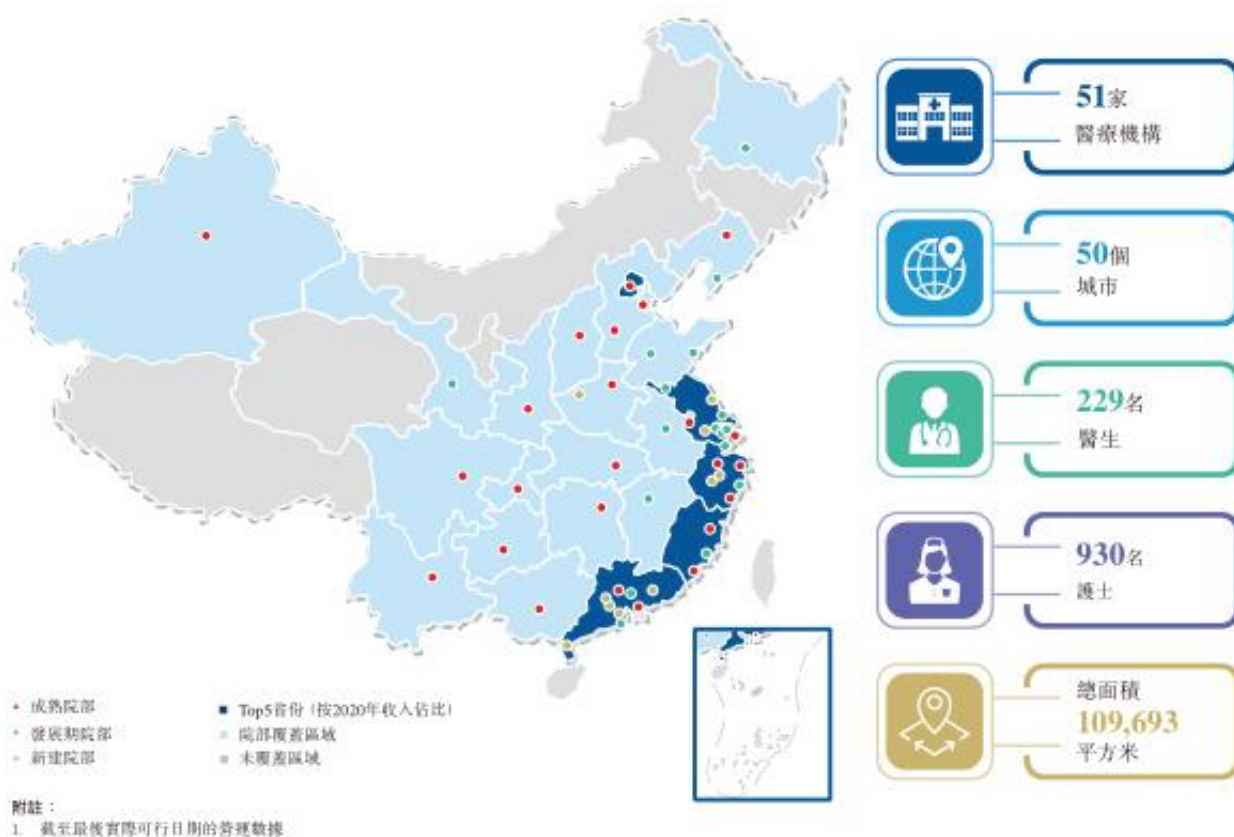 51家
醫療機構
50個
城市
229名
醫生
930名
護士
總面積
109,693
平方米
成熟院部
發展期院部
新建院部
Top5省份（按2020年收入佔比）
院部覆蓋區域
未覆蓋區域
附註：
1. 截至最後實際可行日期的營運數據